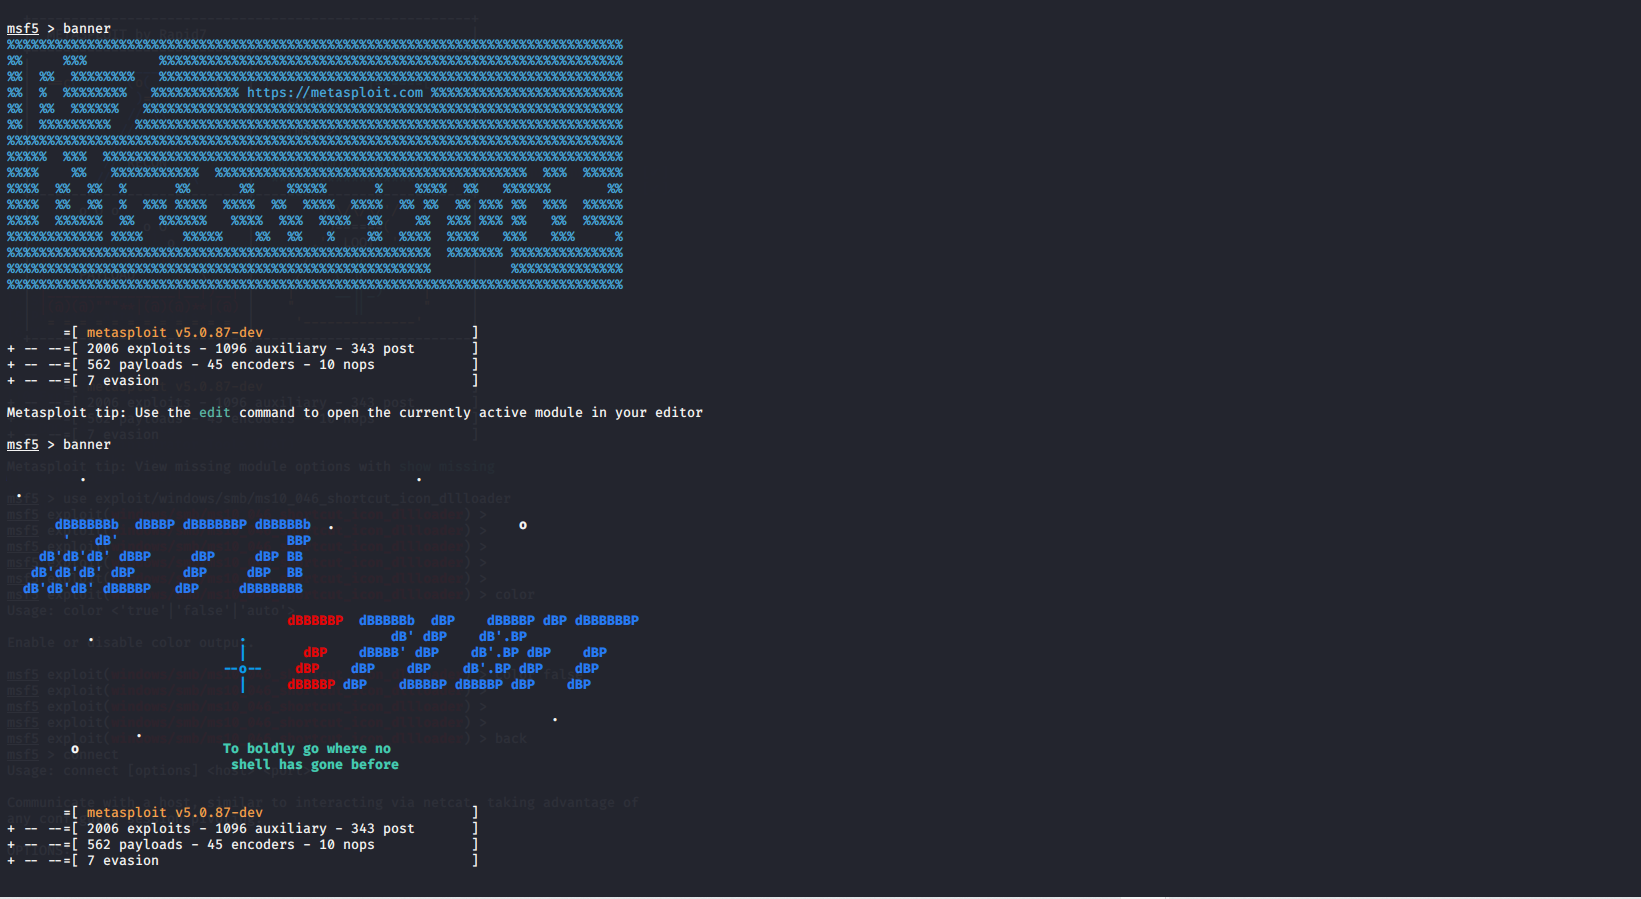 msf5 > banner
%%%%%%%%%%%%%%%%%%%%%%%%%%%%%%%%%%%%%%%%%%%%%%%%%%%%%%%%%%%%%%%%%%%%%%%%%%%%%%%
%%     %%%         %%%%%%%%%%%%%%%%%%%%%%%%%%%%%%%%%%%%%%%%%%%%%%%%%%%%%%%%%%
%%  %%  %%%%%%%%   %%%%%%%%%%%%%%%%%%%%%%%%%%%%%%%%%%%%%%%%%%%%%%%%%%%%%%%%%%
%%  %  %%%%%%%%   %%%%%%%%%%% https://metasploit.com %%%%%%%%%%%%%%%%%%%%%%%%
%%  %%  %%%%%%   %%%%%%%%%%%%%%%%%%%%%%%%%%%%%%%%%%%%%%%%%%%%%%%%%%%%%%%%%%%%
%%  %%%%%%%%%   %%%%%%%%%%%%%%%%%%%%%%%%%%%%%%%%%%%%%%%%%%%%%%%%%%%%%%%%%%%%%
%%%%%%%%%%%%%%%%%%%%%%%%%%%%%%%%%%%%%%%%%%%%%%%%%%%%%%%%%%%%%%%%%%%%%%%%%%%%%%%
%%%%%  %%%  %%%%%%%%%%%%%%%%%%%%%%%%%%%%%%%%%%%%%%%%%%%%%%%%%%%%%%%%%%%%%%%%%
%%%%    %%   %%%%%%%%%%%  %%%%%%%%%%%%%%%%%%%%%%%%%%%%%%%%%%%%%%%  %%%  %%%%%
%%%%  %%  %%  %      %%      %%    %%%%%      %    %%%%  %%   %%%%%%       %%
%%%%  %%  %%  %  %%% %%%%  %%%%  %%  %%%%  %%%%  %% %%  %% %%% %%  %%%  %%%%%
%%%%  %%%%%%  %%   %%%%%%   %%%%  %%%  %%%%  %%    %%  %%% %%% %%   %%  %%%%%
%%%%%%%%%%%% %%%%     %%%%%    %%  %%   %    %%  %%%%  %%%%   %%%   %%%     %
%%%%%%%%%%%%%%%%%%%%%%%%%%%%%%%%%%%%%%%%%%%%%%%%%%%%%  %%%%%%% %%%%%%%%%%%%%%
%%%%%%%%%%%%%%%%%%%%%%%%%%%%%%%%%%%%%%%%%%%%%%%%%%%%%          %%%%%%%%%%%%%%
%%%%%%%%%%%%%%%%%%%%%%%%%%%%%%%%%%%%%%%%%%%%%%%%%%%%%%%%%%%%%%%%%%%%%%%%%%%%%%%
=[ metasploit v5.0.87-dev                          ]
+ -- --=[ 2006 exploits - 1096 auxiliary - 343 post       ]
+ -- --=[ 562 payloads - 45 encoders - 10 nops            ]
+ -- --=[ 7 evasion                                       ]
Metasploit tip: Use the edit command to open the currently active module in your editor
msf5 > banner
dBBBBBBb  dBBBP dBBBBBBP dBBBBBb  .                       o
'   dB'                     BBP
dB'dB'dB' dBBP     dBP     dBP BB
dB'dB'dB' dBP      dBP     dBP  BB
dB'dB'dB' dBBBBP   dBP     dBBBBBBB
dBBBBBP  dBBBBBb  dBP    dBBBBP dBP dBBBBBBP
.                  .                  dB' dBP    dB'.BP
|       dBP    dBBBB' dBP    dB'.BP dBP    dBP
--o--    dBP    dBP    dBP    dB'.BP dBP    dBP
|     dBBBBP dBP    dBBBBP dBBBBP dBP    dBP
o                  To boldly go where no
shell has gone before
=[ metasploit v5.0.87-dev                          ]
+ -- --=[ 2006 exploits - 1096 auxiliary - 343 post       ]
+ -- --=[ 562 payloads - 45 encoders - 10 nops            ]
+ -- --=[ 7 evasion                                       ]